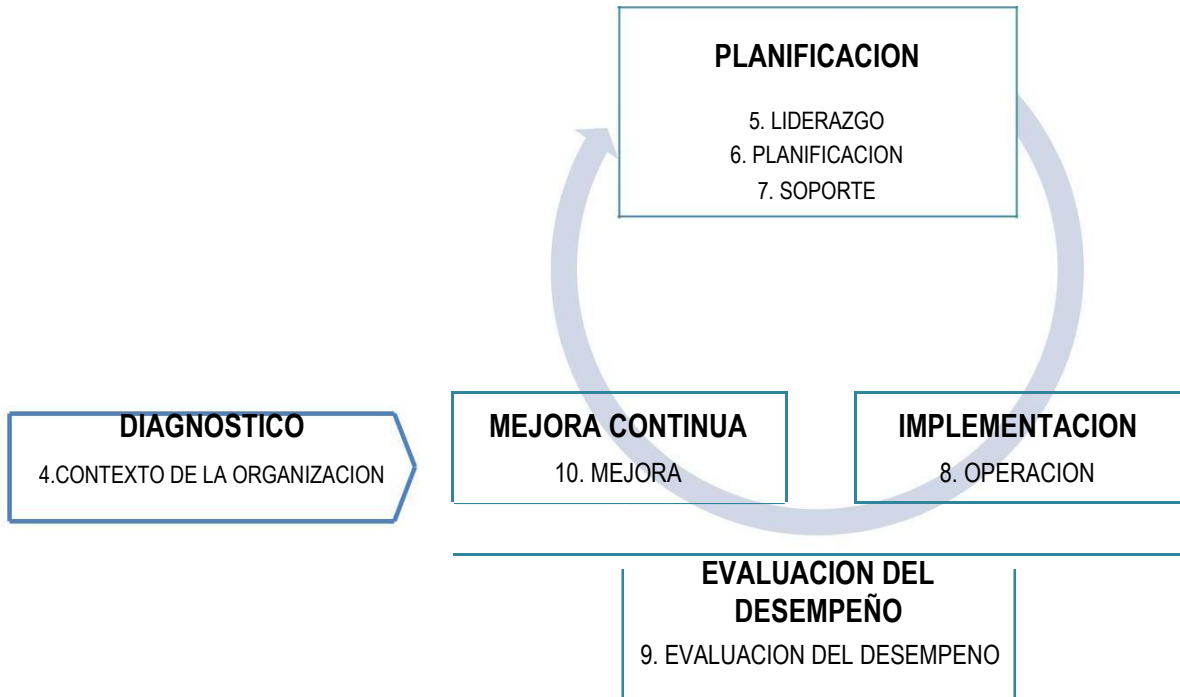 PLANIFICACION
5. LIDERAZGO
6. PLANIFICACION
7. SOPORTE
DIAGNOSTICO
4.CONTEXTO DE LA ORGANIZACION
MEJORA CONTINUA
10. MEJORA
IMPLEMENTACION
8. OPERACION
EVALUACION DEL
DESEMPEÑO
9. EVALUACION DEL DESEMPENO